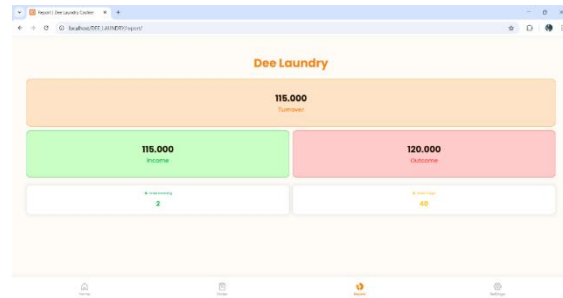 Report | Dee Laundry Cashier
localhost/DEE_LAUNDRY/report/
Dee Laundry
115.000
Turnover
115.000
Income
120.000
Outcome
2
40
Home
Order
Report
Settings